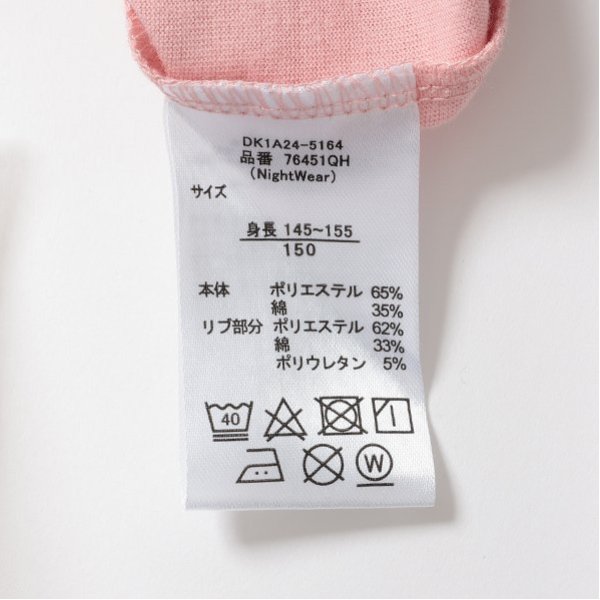 DK1A24-5164
品番 76451QH
(NightWear)
サイズ
身長 145~155
150
本体 ポリエステル 65%
綿 35%
リブ部分 ポリエステル 62%
綿 33%
ポリウレタン 5%
40
W